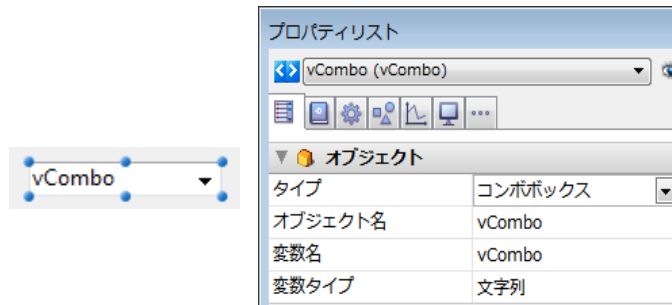 vCombo
プロパティリスト
vCombo (vCombo)
オブジェクト
タイプ コンボボックス
オブジェクト名 vCombo
変数名 vCombo
変数タイプ 文字列